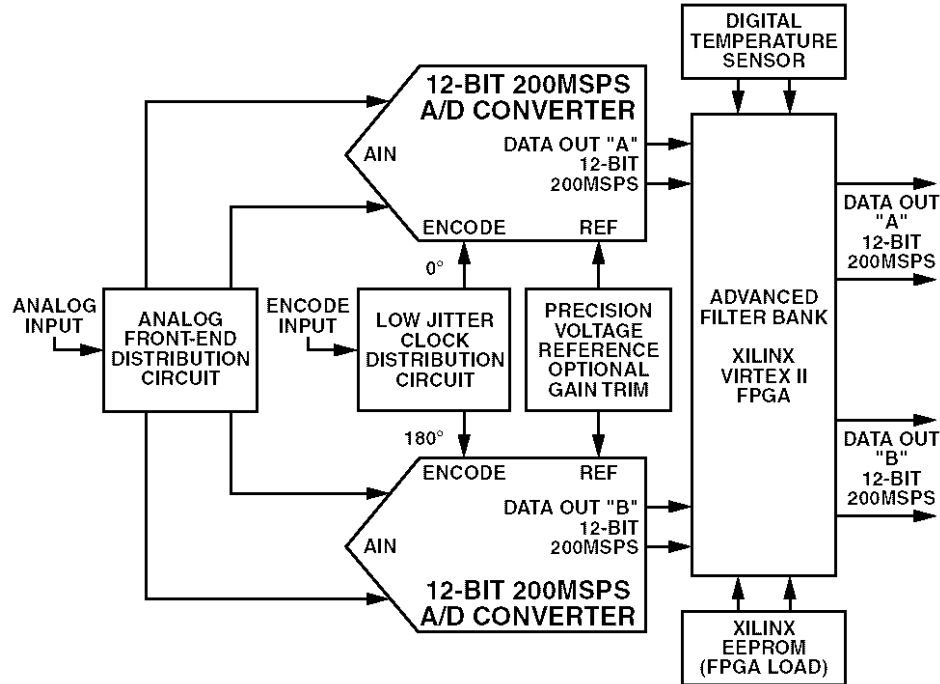 DIGITAL
TEMPERATURE
SENSOR
12-BIT 200MSPS
A/D CONVERTER
AIN
DATA OUT "A"
12-BIT
200MSPS
ENCODE
REF
0°
ANALOG
INPUT
ANALOG
FRONT-END
DISTRIBUTION
CIRCUIT
ENCODE
INPUT
LOW JITTER
CLOCK
DISTRIBUTION
CIRCUIT
PRECISION
VOLTAGE
REFERENCE
OPTIONAL
GAIN TRIM
180°
ENCODE
REF
AIN
DATA OUT "B"
12-BIT
200MSPS
12-BIT 200MSPS
A/D CONVERTER
ADVANCED
FILTER BANK
XILINX
VIRTEX II
FPGA
DATA OUT
"A"
12-BIT
200MSPS
DATA OUT
"B"
12-BIT
200MSPS
XILINX
EEPROM
(FPGA LOAD)